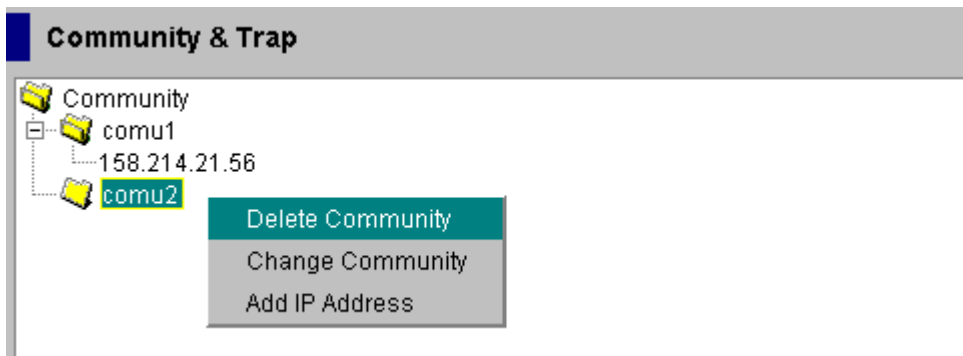 Community & Trap
Community
comu1
158.214.21.56
comu2
Delete Community
Change Community
Add IP Address